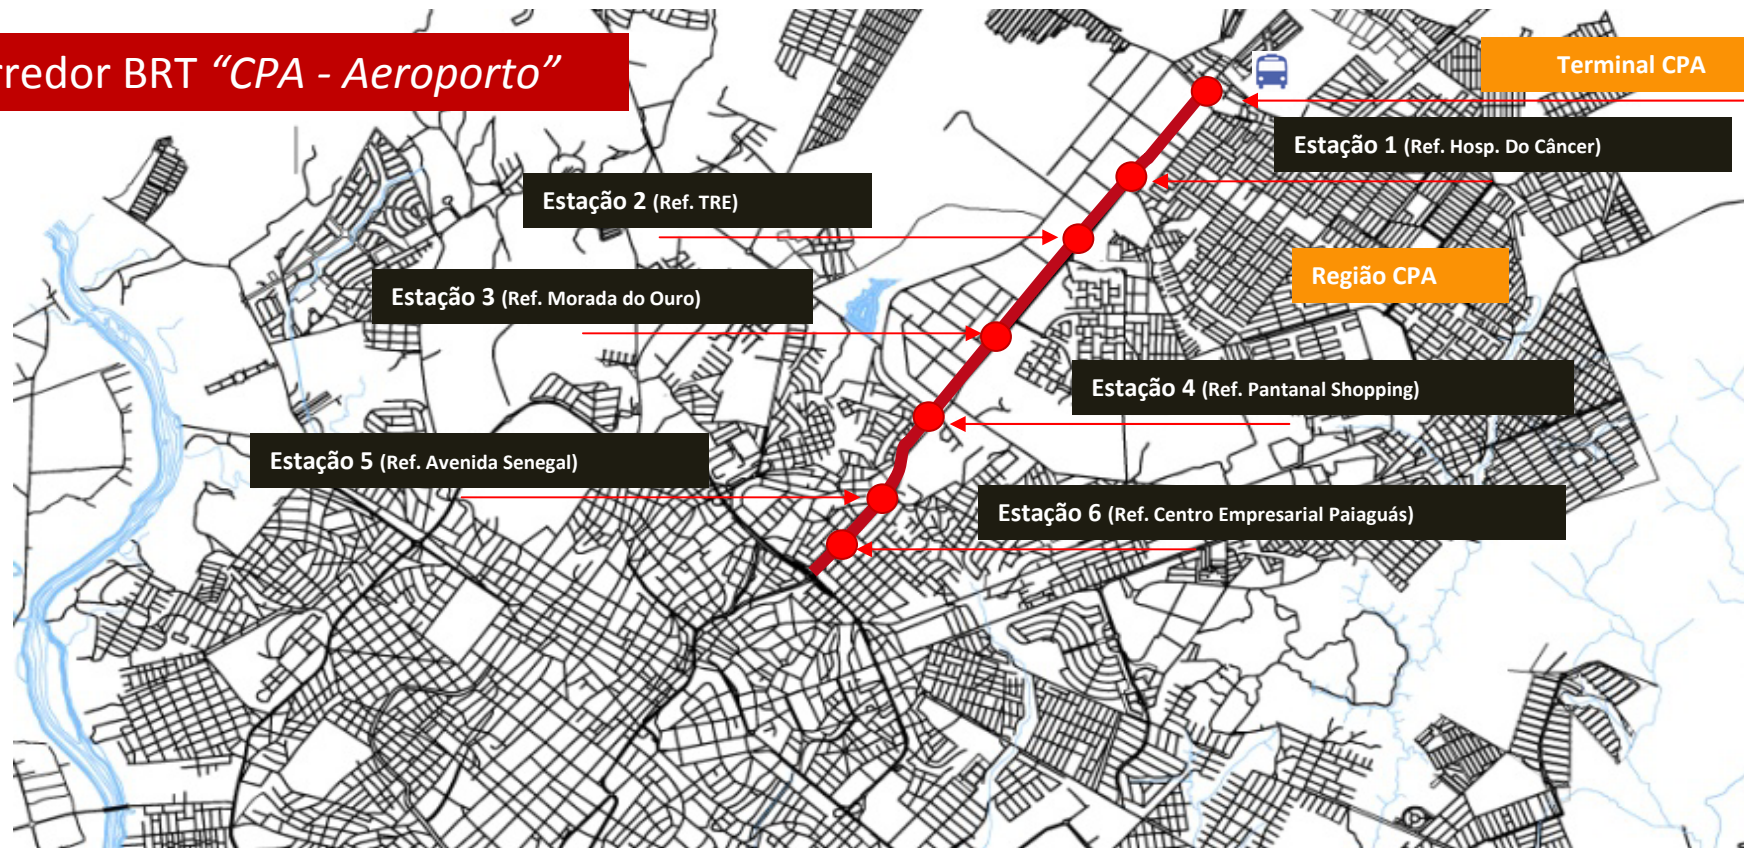 rredor BRT “CPA - Aeroporto”
Terminal CPA
Estação 1 (Ref. Hosp. Do Câncer)
Estação 2 (Ref. TRE)
Região CPA
Estação 3 (Ref. Morada do Ouro)
Estação 4 (Ref. Pantanal Shopping)
Estação 5 (Ref. Avenida Senegal)
Estação 6 (Ref. Centro Empresarial Paiaguás)